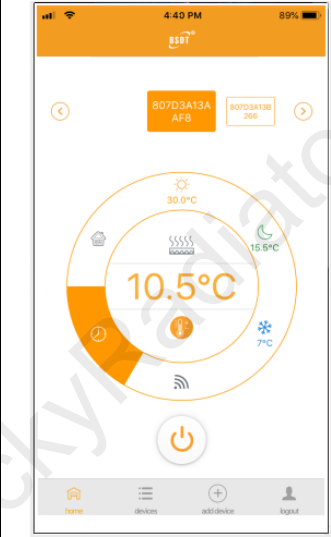 4:40 PM
89%
BSDT
807D3A13A
AF8
807D3A13B
266
30.0°C
15.5°C
10.5°C
7°C
home
devices
add device
logout